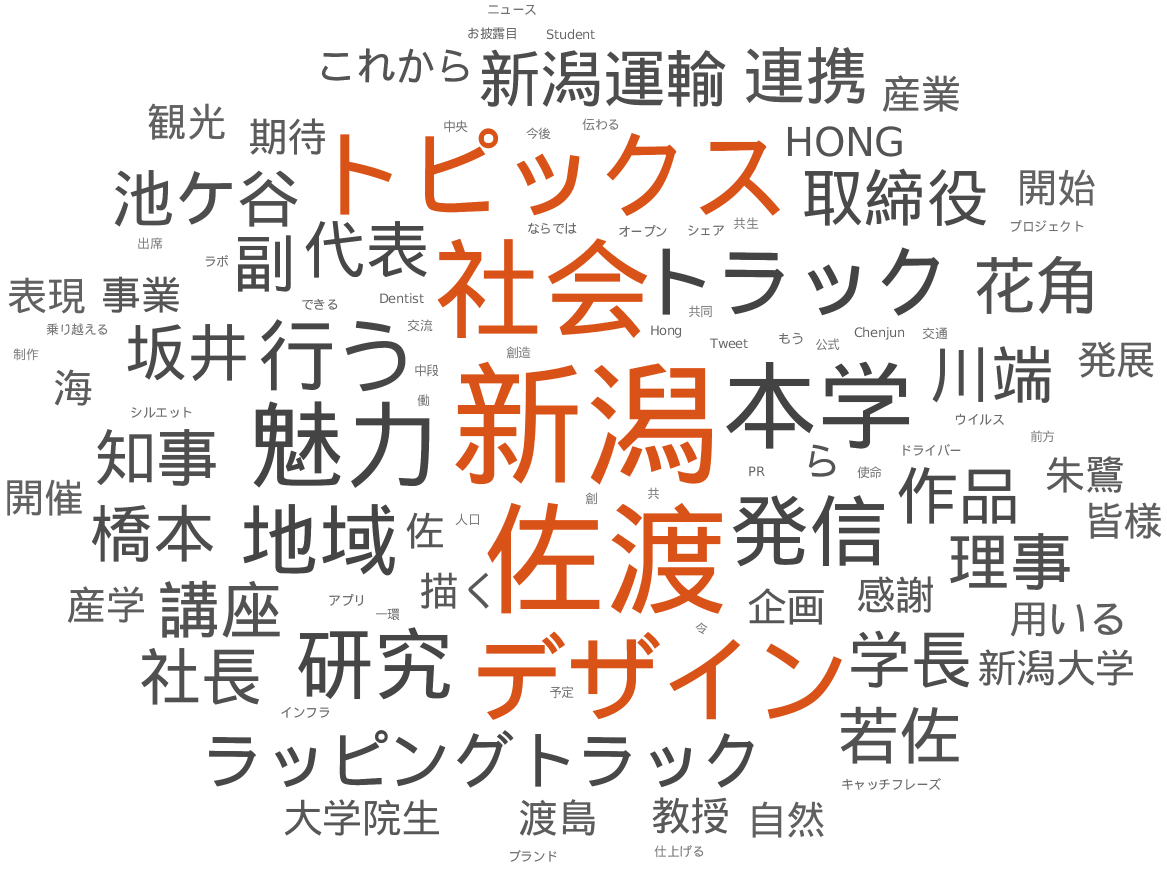 ニュース
お披露目 Student
これから 新潟運輸 連携 産業
観光 期待 中央 今後 伝わる HONG
トピックス
池ケ谷 取締役 開始
出席 ラボ 副 代表 ならでは オープン シェア 共生 プロジェクト
社会 トラック 花角
表現 事業 できる Dentist 共同
乗り越える 坂井 行う 交流 Hong Tweet もう 公式 Chenjun 交通
制作 創造 川端 発展
海 中段 新潟 本学
シルエット 魅力 働 ウイルス
知事 ら ドライバー 前方
開催 PR 使命 作品 朱鷺
橋本 地域 佐 人口 創 共 発信 皆様
佐渡 理事
産学 講座 アプリ 一環 描く 企画 感謝 用いる
社長 研究 デザイン 令 学長 新潟大学
インフラ 予定 若佐
ラッピングトラック キャッチフレーズ
大学院生 渡島 教授 自然
ブランド 仕上げる